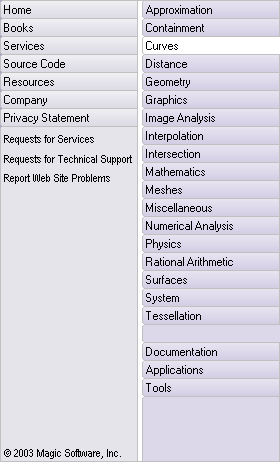 Home
Books
Services
Source Code
Resources
Company
Privacy Statement
Requests for Services
Requests for Technical Support
Report Web Site Problems
© 2003 Magic Software, Inc.
Approximation
Containment
Curves
Distance
Geometry
Graphics
Image Analysis
Interpolation
Intersection
Mathematics
Meshes
Miscellaneous
Numerical Analysis
Physics
Rational Arithmetic
Surfaces
System
Tessellation
Documentation
Applications
Tools